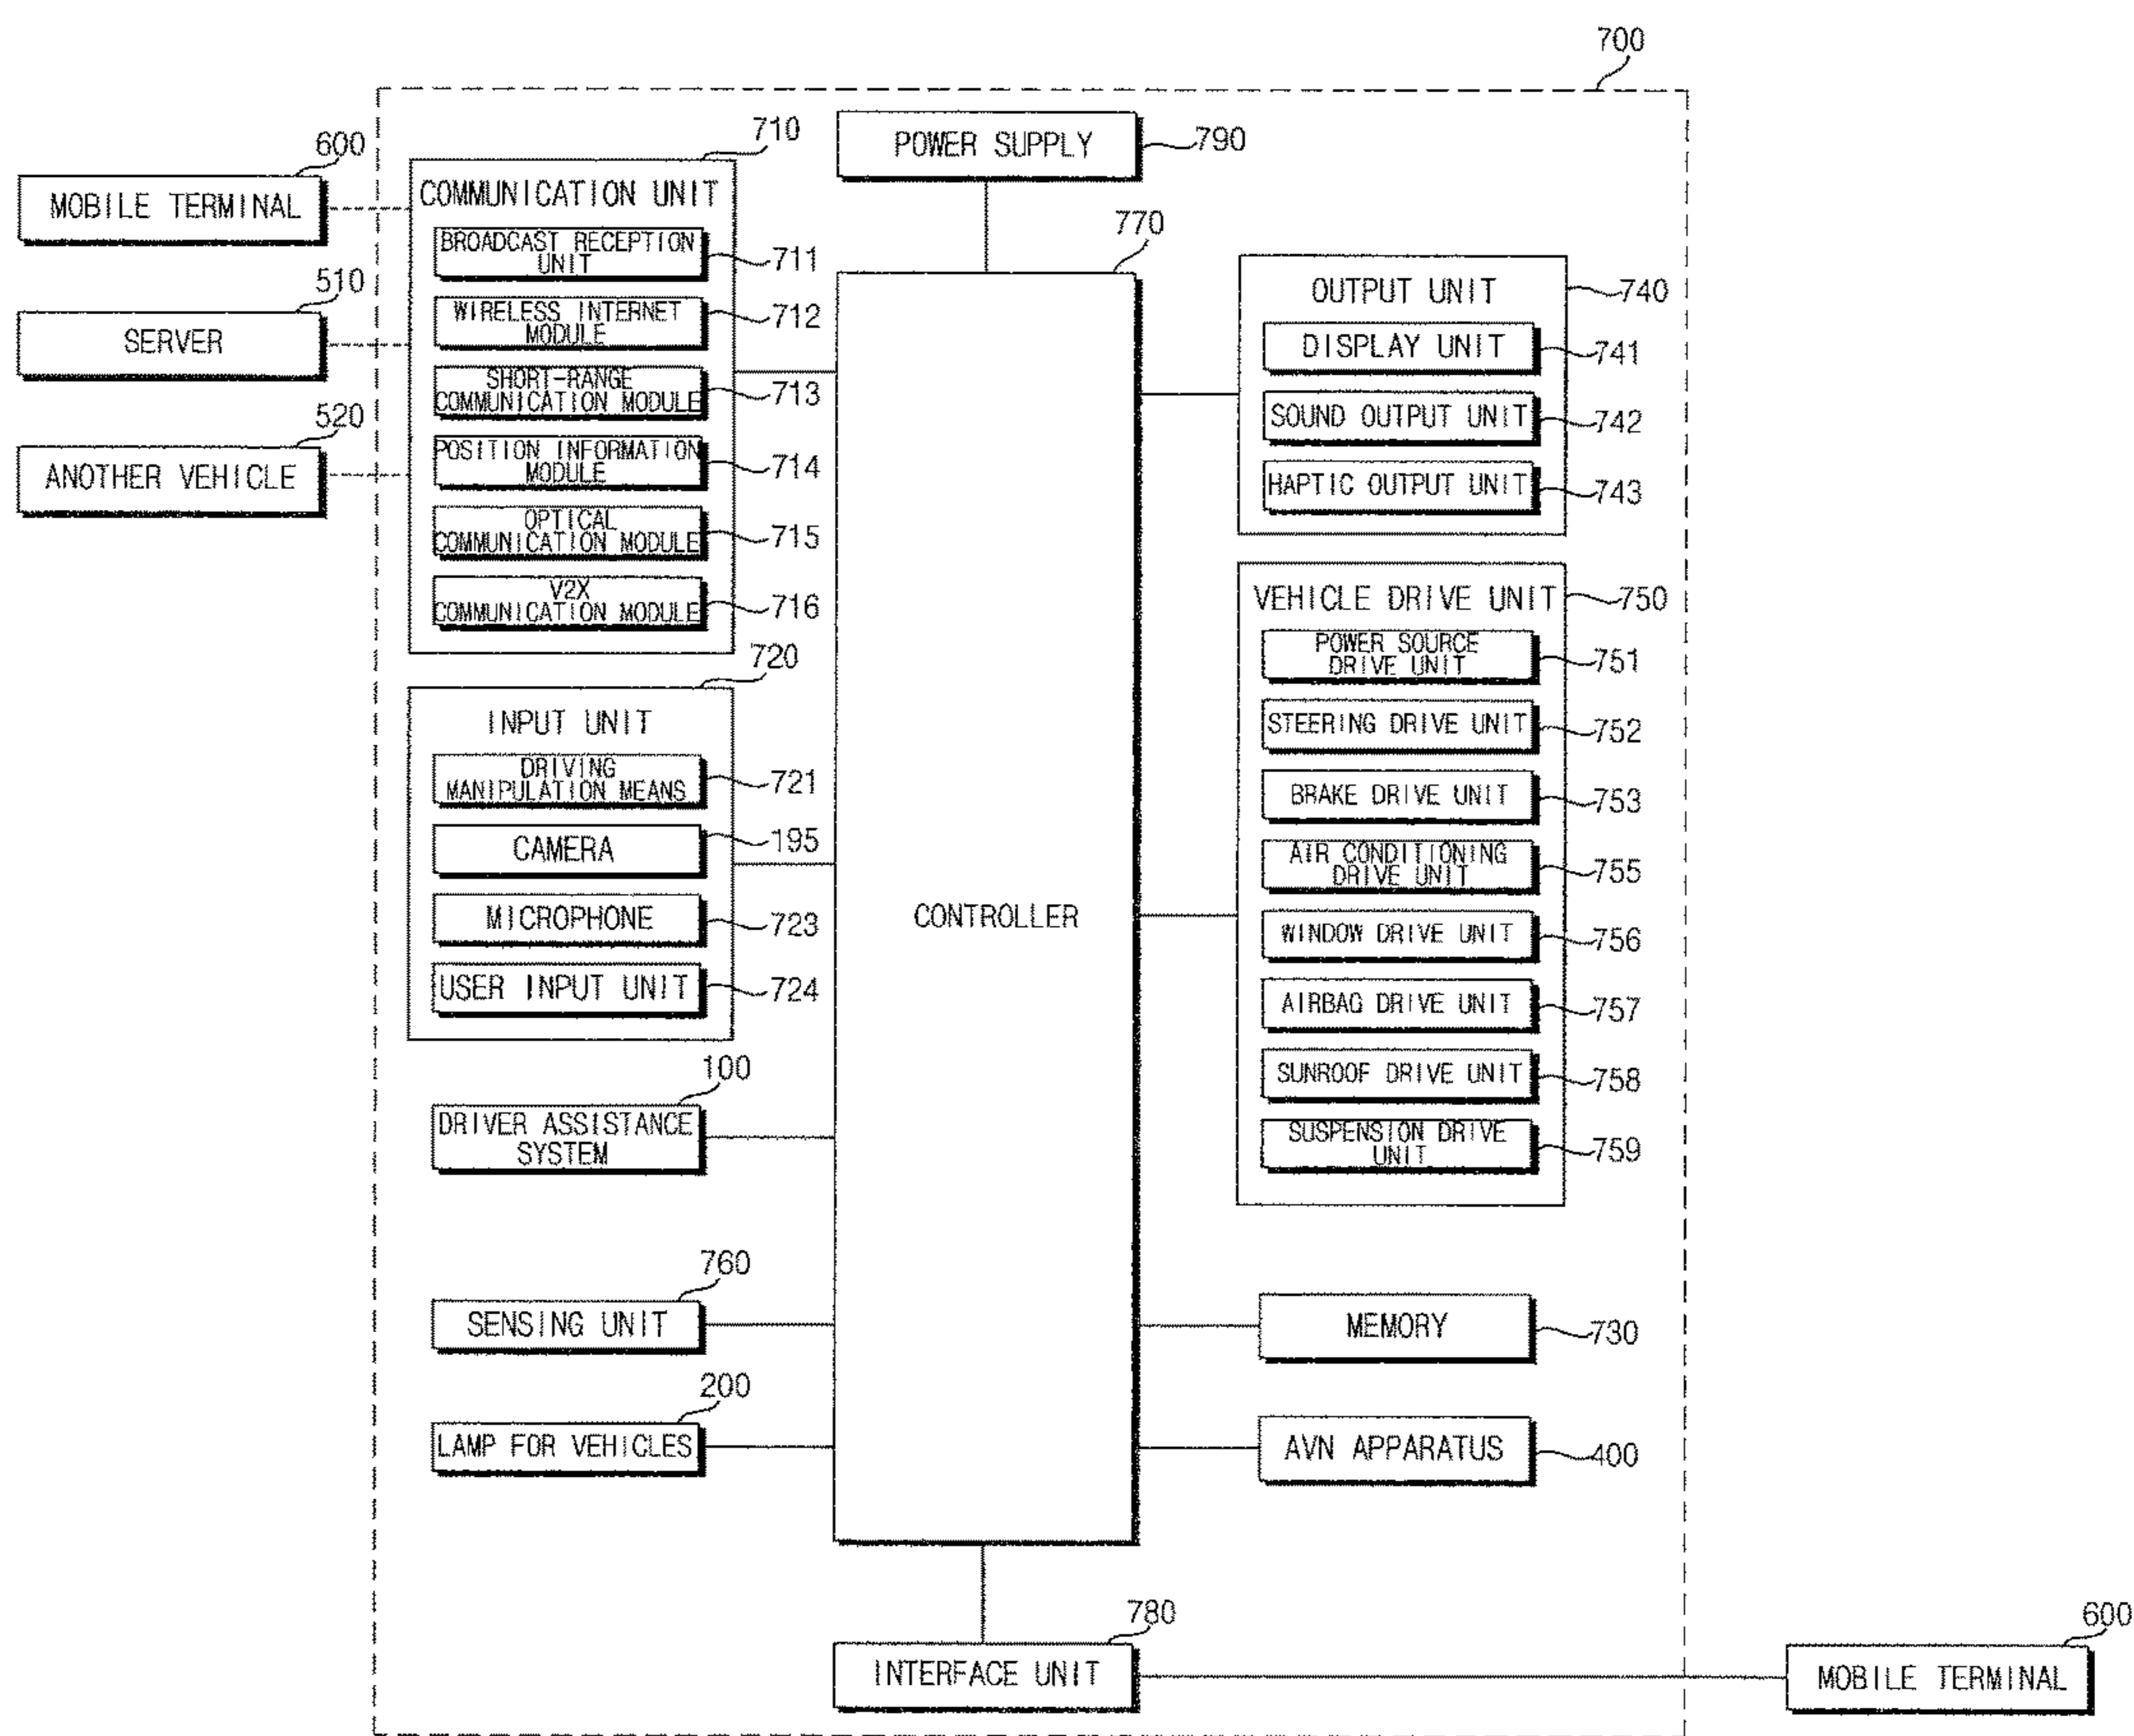 700
600
MOBILE TERMINAL
510
SERVER
520
ANOTHER VEHICLE
710
COMMUNICATION UNIT
BROADCAST RECEPTION
UNIT
711
WIRELESS INTERNET
MODULE
712
SHORT-RANGE
COMMUNICATION MODULE
713
POSITION INFORMATION
MODULE
714
OPTICAL
COMMUNICATION MODULE
715
V2X
COMMUNICATION MODULE
716
720
INPUT UNIT
DRIVING
MANIPULATION MEANS
721
CAMERA
195
MICROPHONE
723
USER INPUT UNIT
724
100
DRIVER ASSISTANCE
SYSTEM
760
SENSING UNIT
200
LAMP FOR VEHICLES
POWER SUPPLY
790
770
CONTROLLER
OUTPUT UNIT
740
DISPLAY UNIT
741
SOUND OUTPUT UNIT
742
HAPTIC OUTPUT UNIT
743
VEHICLE DRIVE UNIT
750
POWER SOURCE
DRIVE UNIT
751
STEERING DRIVE UNIT
752
BRAKE DRIVE UNIT
753
AIR CONDITIONING
DRIVE UNIT
755
WINDOW DRIVE UNIT
756
AIRBAG DRIVE UNIT
757
SUNROOF DRIVE UNIT
758
SUSPENSION DRIVE
UNIT
759
MEMORY
730
AVN APPARATUS
400
780
INTERFACE UNIT
600
MOBILE TERMINAL